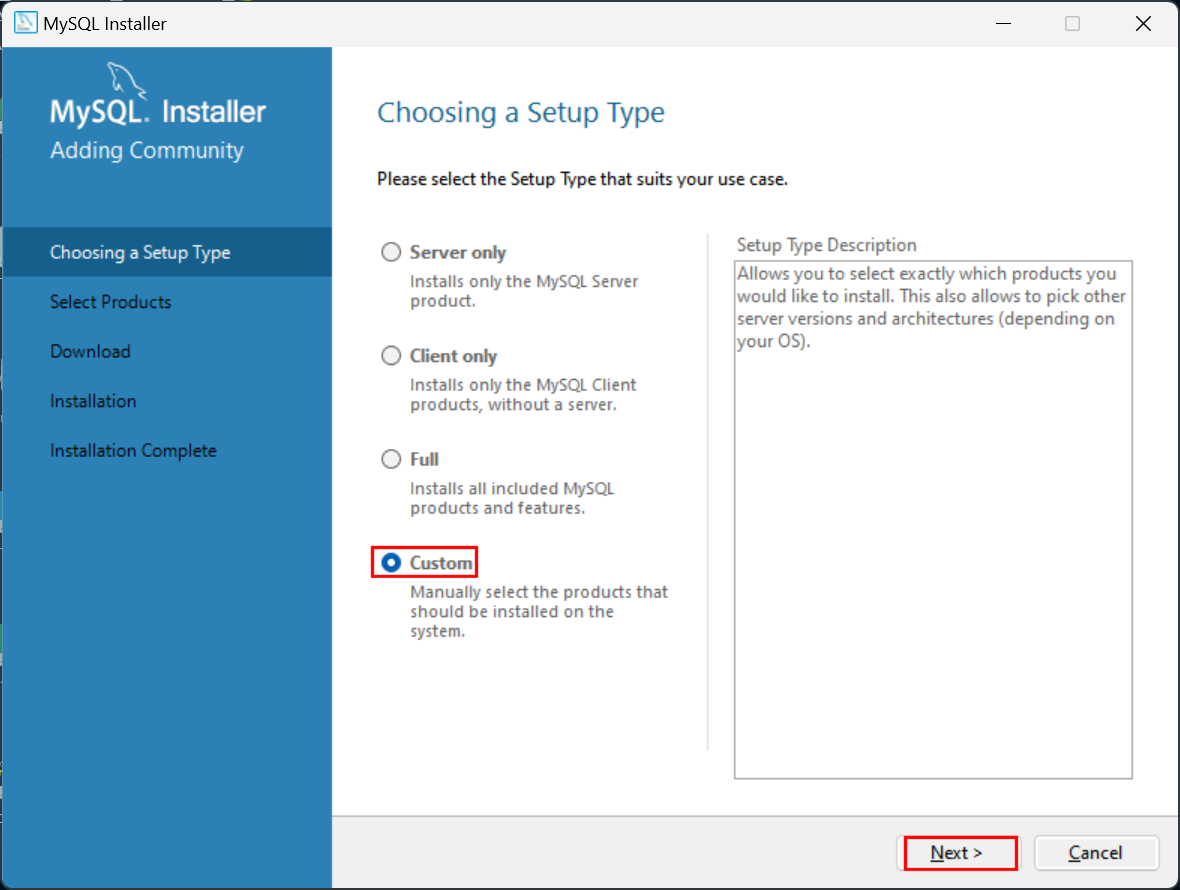 MySQL Installer
MySQL. Installer
Adding Community
Choosing a Setup Type
Select Products
Download
Installation
Installation Complete
Choosing a Setup Type
Please select the Setup Type that suits your use case.
Server only
Installs only the MySQL Server
product.
Client only
Installs only the MySQL Client
products, without a server.
Full
Installs all included MySQL
products and features.
Custom
Manually select the products that
should be installed on the
system.
Setup Type Description
Allows you to select exactly which products you
would like to install. This also allows to pick other
server versions and architectures (depending on
your OS).
Next >
Cancel